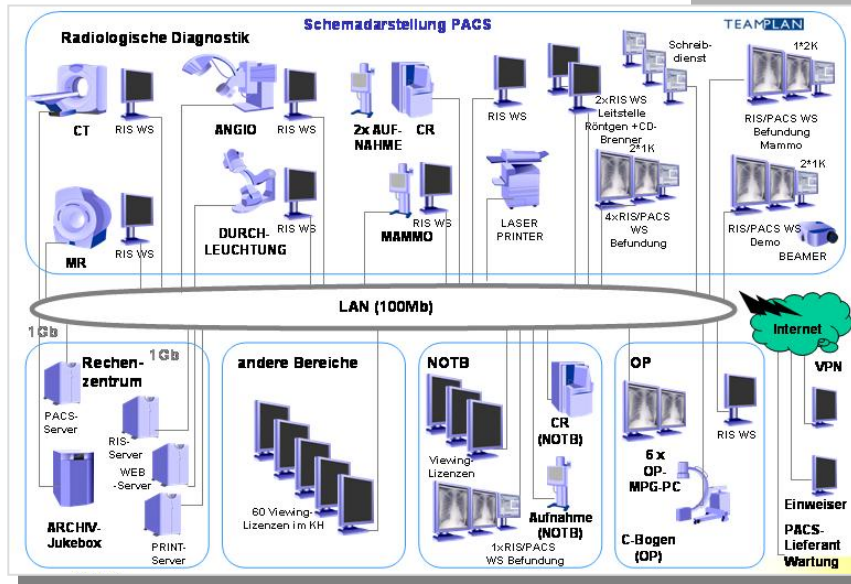 Schemadarstellung PACS
TEAMPLAN
Radiologische Diagnostik
CT
RIS WS
ANGIO
RIS WS
2x AUF-
NAHME
CR
RIS WS
2xRIS WS
Leitstelle
Röntgen +CD-
Brenner
Schreib-
dienst
1*2K
RIS/PACS WS
Befundung
Mammo
MR
RIS WS
DURCH-
LEUCHTUNG
RIS WS
MAMMO
RIS WS
LASER
PRINTER
2*1K
4xRIS/PACS
WS
Befundung
2*1K
RIS/PACS WS
Demo
BEAMER
LAN (100Mb)
1Gb
1Gb
Internet
VPN
Rechen-
zentrum
PACS-
Server
RIS-
Server
WEB
-Server
ARCHIV-
Jukebox
PRINT-
Server
andere Bereiche
60 Viewing-
Lizenzen im KH
NOTB
Viewing-
Lizenzen
CR
(NOTB)
Aufnahme
(NOTB)
1xRIS/PACS
WS Befundung
OP
RIS WS
6 x
OP-
MPG-PC
C-Bogen
(OP)
Einweiser
PACS-
Lieferant
Wartung